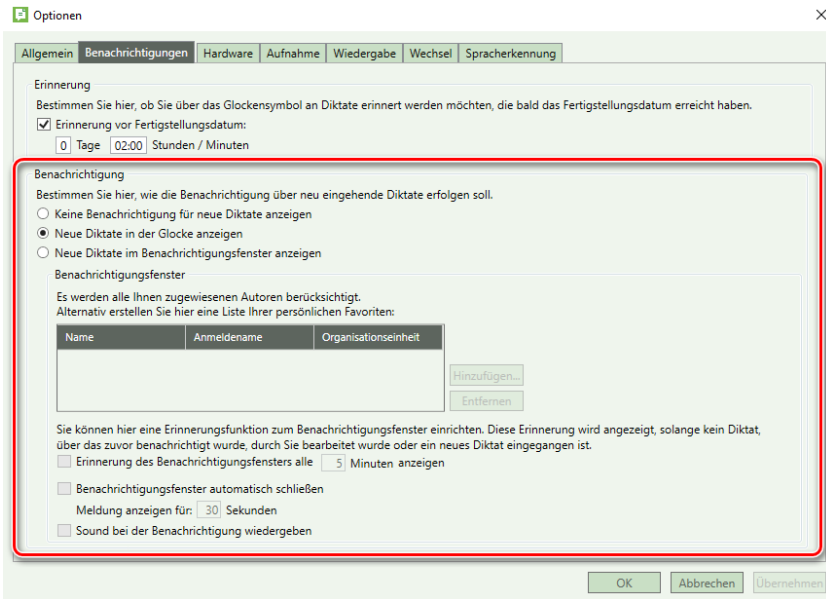 Optionen
Allgemein Benachrichtigungen Hardware Aufnahme Wiedergabe Wechsel Spracherkennung
Erinnerung
Bestimmen Sie hier, ob Sie über das Glockensymbol an Diktate erinnert werden möchten, die bald das Fertigstellungsdatum erreicht haben.
Erinnerung vor Fertigstellungsdatum:
0 Tage 02:00 Stunden / Minuten
Benachrichtigung
Bestimmen Sie hier, wie die Benachrichtigung über neu eingehende Diktate erfolgen soll.
Keine Benachrichtigung für neue Diktate anzeigen
Neue Diktate in der Glocke anzeigen
Neue Diktate im Benachrichtigungsfenster anzeigen
Benachrichtigungsfenster
Es werden alle Ihnen zugewiesenen Autoren berücksichtigt.
Alternativ erstellen Sie hier eine Liste Ihrer persönlichen Favoriten:
Name Anmeldename Organisationseinheit
Hinzufügen...
Entfernen
Sie können hier eine Erinnerungsfunktion zum Benachrichtigungsfenster einrichten. Diese Erinnerung wird angezeigt, solange kein Diktat,
über das zuvor benachrichtigt wurde, durch Sie bearbeitet wurde oder ein neues Diktat eingegangen ist.
Erinnerung des Benachrichtigungsfensters alle 5 Minuten anzeigen
Benachrichtigungsfenster automatisch schließen
Meldung anzeigen für: 30 Sekunden
Sound bei der Benachrichtigung wiedergeben
OK Abbrechen Übernehmen